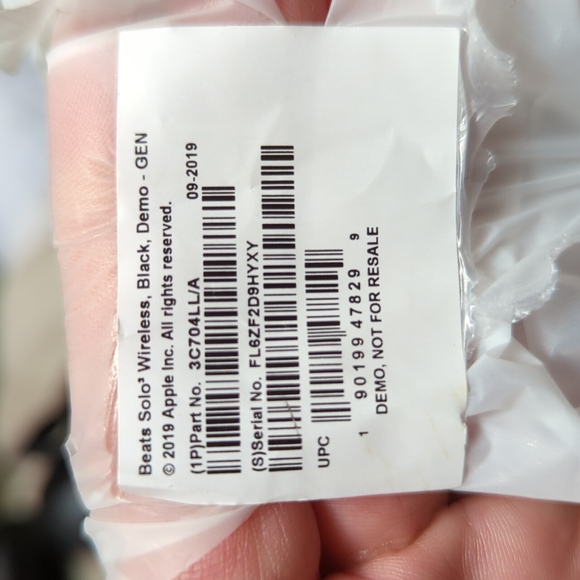 Beats Solo³ Wireless, Black, Demo - GEN
© 2019 Apple Inc. All rights reserved.
(1P)Part No. 3C704LL/A 09-2019
(S)Serial No. FL6ZF2D9HYXY
UPC
1 90199 47829 9
DEMO, NOT FOR RESALE